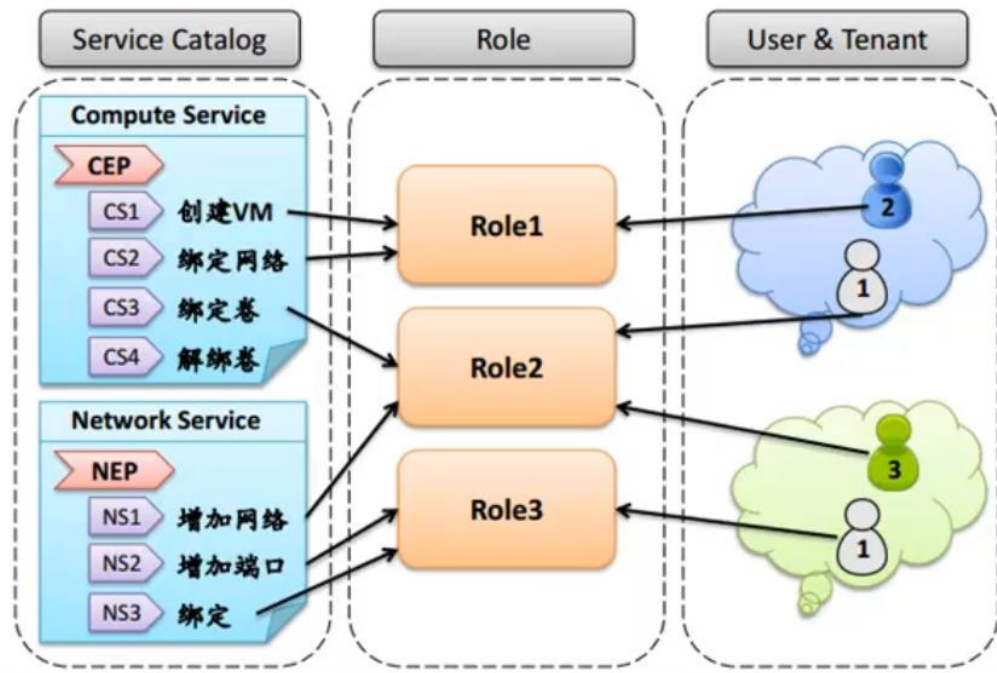 Service Catalog
Role
User & Tenant
Compute Service
CEP
CS1 创建VM
CS2 绑定网络
CS3 绑定卷
CS4 解绑卷
Network Service
NEP
NS1 增加网络
NS2 增加端口
NS3 绑定
Role1
Role2
Role3
2
1
3
1